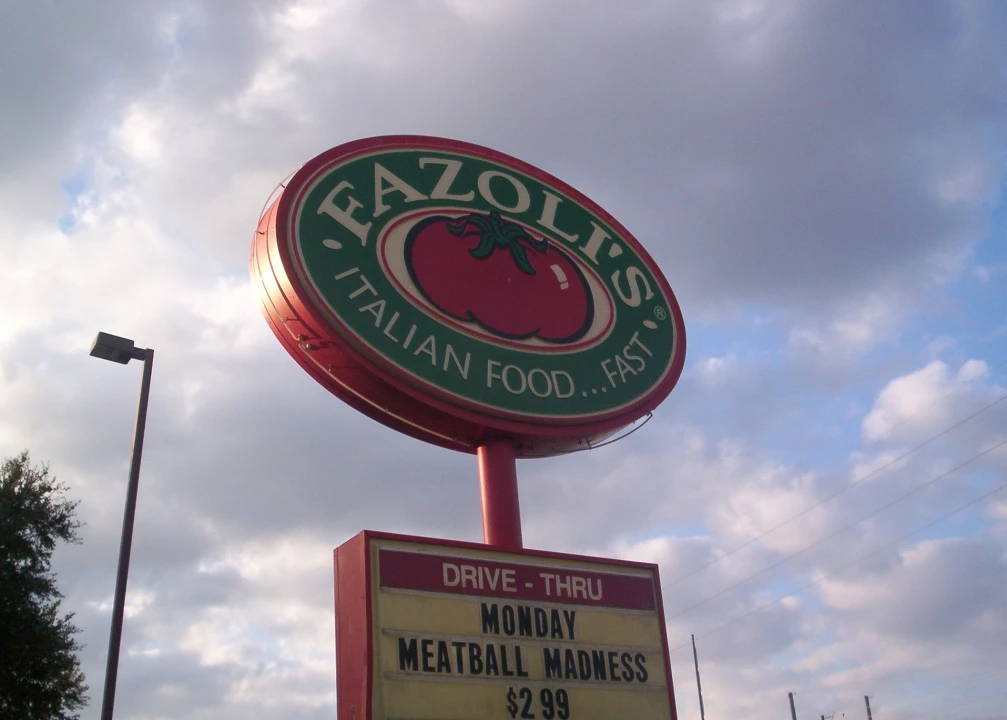 FAZOLI'S ®
ITALIAN FOOD...FAST
DRIVE - THRU
MONDAY
MEATBALL MADNESS
$2 99